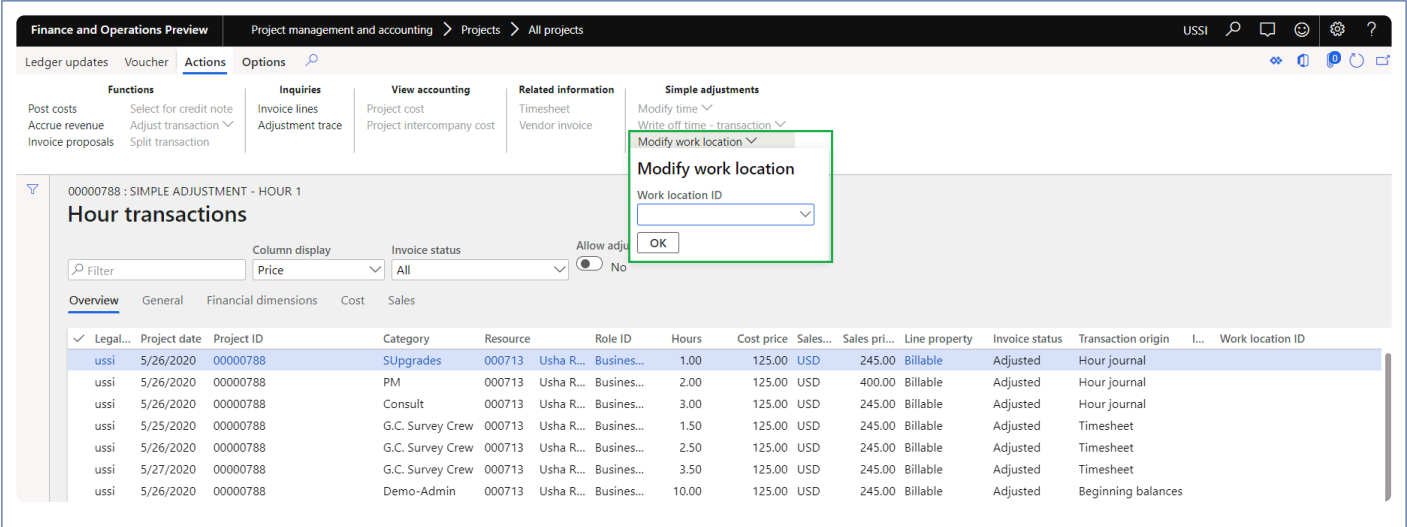 Finance and Operations Preview Project management and accounting Projects All projects USSI
Ledger updates Voucher Actions Options 0
Functions Inquiries View accounting Related information Simple adjustments
Post costs Select for credit note Invoice lines Project cost Timesheet Modify time
Accrue revenue Adjust transaction Adjustment trace Project intercompany cost Vendor invoice Write off time - transaction
Invoice proposals Split transaction Modify work location
Modify work location
Work location ID
OK
00000788 : SIMPLE ADJUSTMENT - HOUR 1
Hour transactions
Column display Invoice status Allow adju
Filter Price All No
Overview General Financial dimensions Cost Sales
Legal... Project date Project ID Category Resource Role ID Hours Cost price Sales... Sales pri... Line property Invoice status Transaction origin I... Work location ID
ussi 5/26/2020 00000788 SUpgrades 000713 Usha R... Busines... 1.00 125.00 USD 245.00 Billable Adjusted Hour journal
ussi 5/26/2020 00000788 PM 000713 Usha R... Busines... 2.00 125.00 USD 400.00 Billable Adjusted Hour journal
ussi 5/26/2020 00000788 Consult 000713 Usha R... Busines... 3.00 125.00 USD 245.00 Billable Adjusted Hour journal
ussi 5/25/2020 00000788 G.C. Survey Crew 000713 Usha R... Busines... 1.50 125.00 USD 245.00 Billable Adjusted Timesheet
ussi 5/26/2020 00000788 G.C. Survey Crew 000713 Usha R... Busines... 2.50 125.00 USD 245.00 Billable Adjusted Timesheet
ussi 5/27/2020 00000788 G.C. Survey Crew 000713 Usha R... Busines... 3.50 125.00 USD 245.00 Billable Adjusted Timesheet
ussi 5/26/2020 00000788 Demo-Admin 000713 Usha R... Busines... 10.00 125.00 USD 245.00 Billable Adjusted Beginning balances